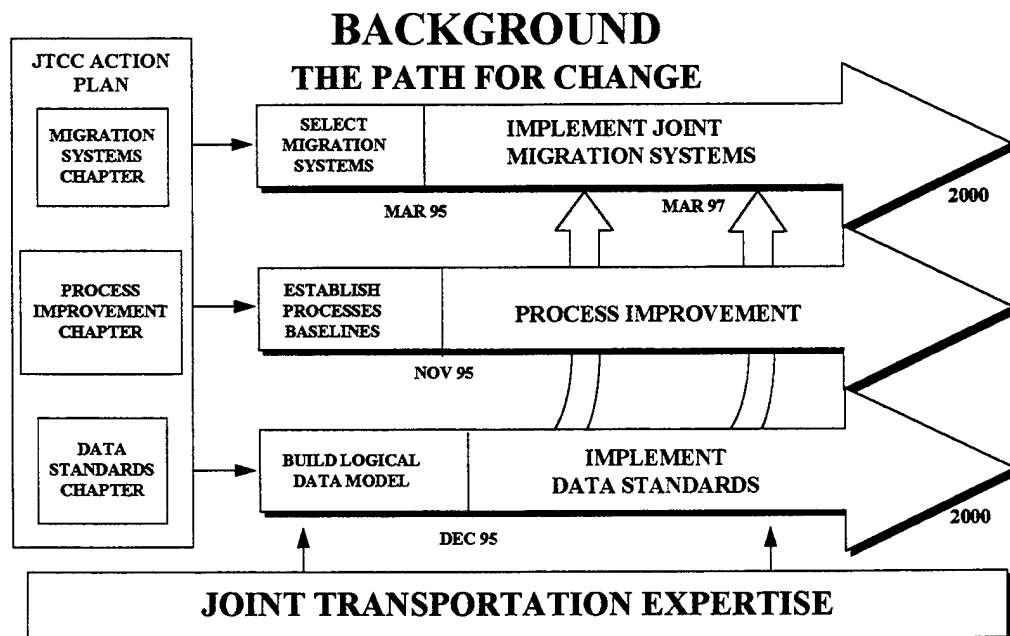 BACKGROUND
THE PATH FOR CHANGE
JTCC ACTION
PLAN
MIGRATION
SYSTEMS
CHAPTER
SELECT
MIGRATION
SYSTEMS
IMPLEMENT JOINT
MIGRATION SYSTEMS
MAR 95
MAR 97
2000
PROCESS
IMPROVEMENT
CHAPTER
ESTABLISH
PROCESSES
BASELINES
PROCESS IMPROVEMENT
NOV 95
DATA
STANDARDS
CHAPTER
BUILD LOGICAL
DATA MODEL
IMPLEMENT
DATA STANDARDS
DEC 95
2000
JOINT TRANSPORTATION EXPERTISE